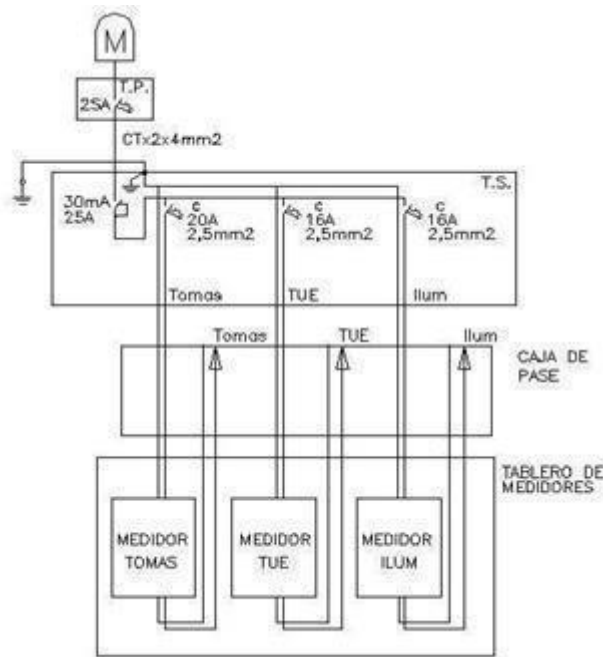 M
T.P.
25A
CTx2x4mm2
T.S.
30mA
25A
c
20A
2,5mm2
c
16A
2,5mm2
c
16A
2,5mm2
Tomas
TUE
Ilum
Tomas
TUE
Ilum
CAJA DE
PASE
TABLERO DE
MEDIDORES
MEDIDOR
TOMAS
MEDIDOR
TUE
MEDIDOR
ILUM